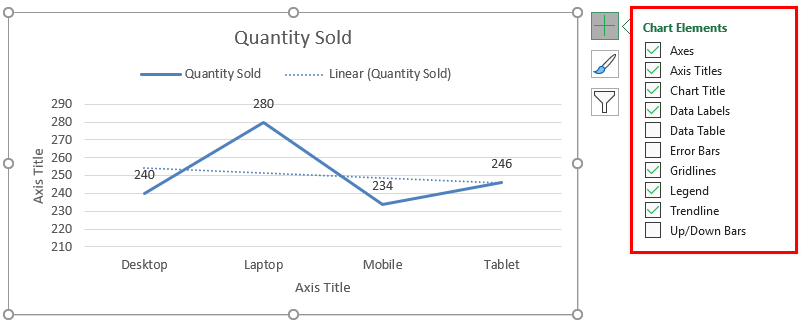 Quantity Sold
Quantity Sold
Linear (Quantity Sold)
290
280
270
260
250
240
230
220
210
Axis Title
240
280
234
246
Desktop
Laptop
Mobile
Tablet
Axis Title
Chart Elements
Axes
Axis Titles
Chart Title
Data Labels
Data Table
Error Bars
Gridlines
Legend
Trendline
Up/Down Bars